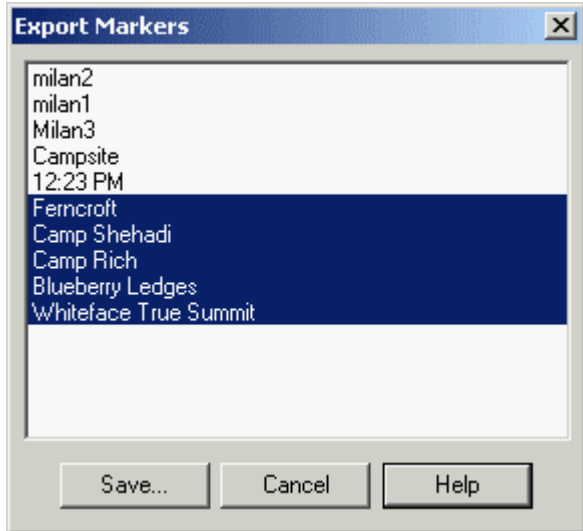 Export Markers
milan2
milan1
Milan3
Campsite
12:23 PM
Ferncroft
Camp Shehadi
Camp Rich
Blueberry Ledges
Whiteface True Summit
Save... Cancel Help